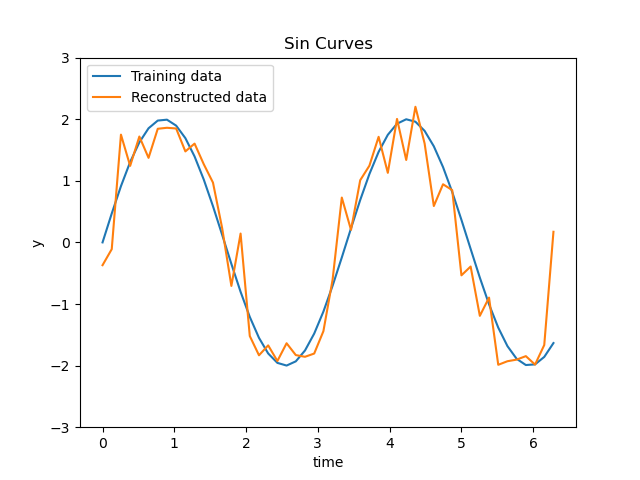 Sin Curves
Training data
Reconstructed data
3
2
1
0
−1
−2
−3
y
0 1 2 3 4 5 6
time